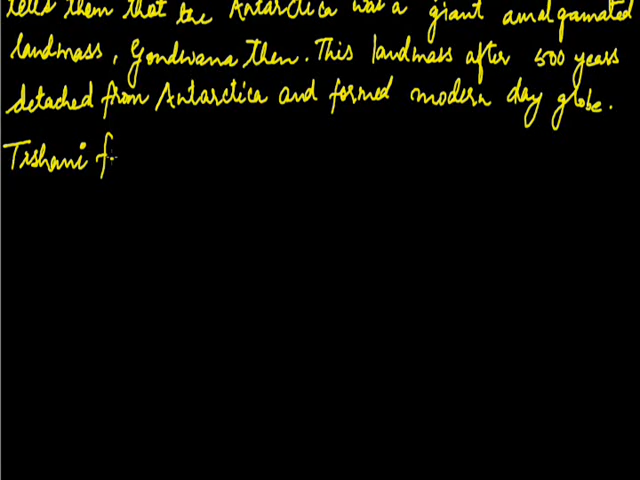 tells them that the Antarctica was a giant amalgamated
landmass, Gondwana then. This landmass after 500 years
detached from Antarctica and formed modern day globe.
Tishani f